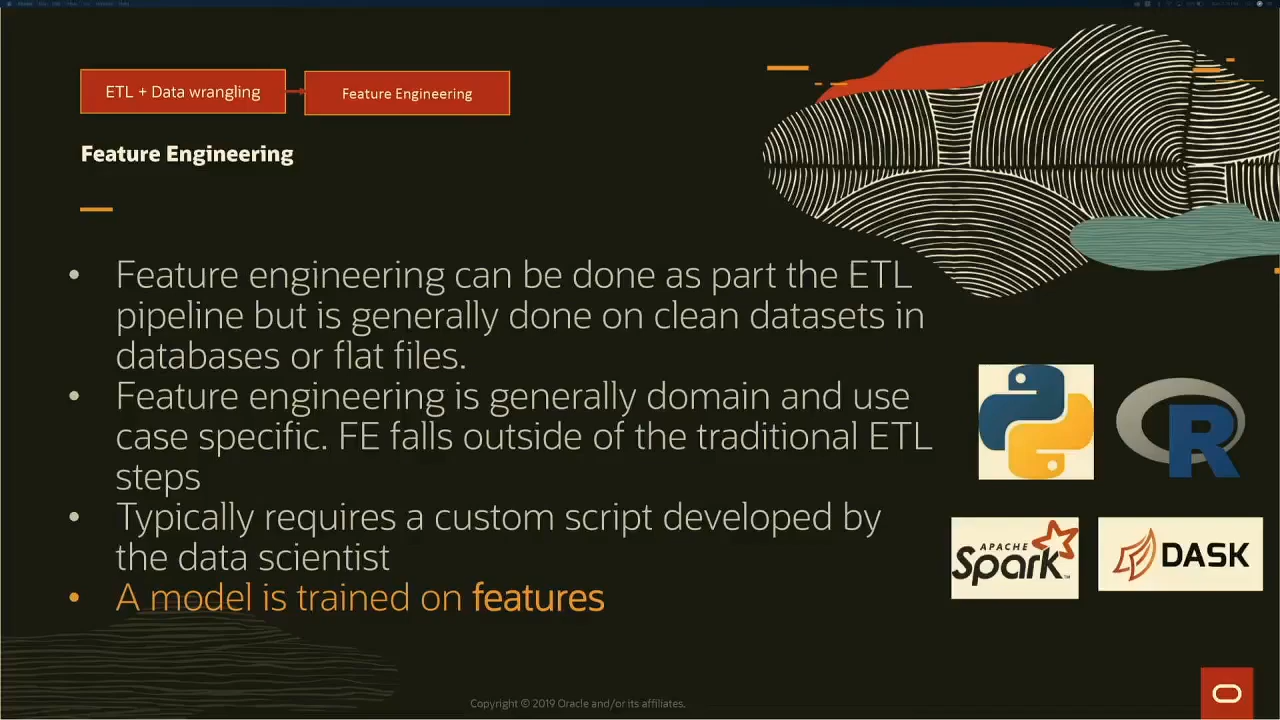 ETL + Data wrangling
Feature Engineering
Feature Engineering
• Feature engineering can be done as part the ETL
pipeline but is generally done on clean datasets in
databases or flat files.
• Feature engineering is generally domain and use
case specific. FE falls outside of the traditional ETL
steps
• Typically requires a custom script developed by
the data scientist
• A model is trained on features
R
APACHE
Spark™
DASK
Copyright © 2019 Oracle and/or its affiliates.